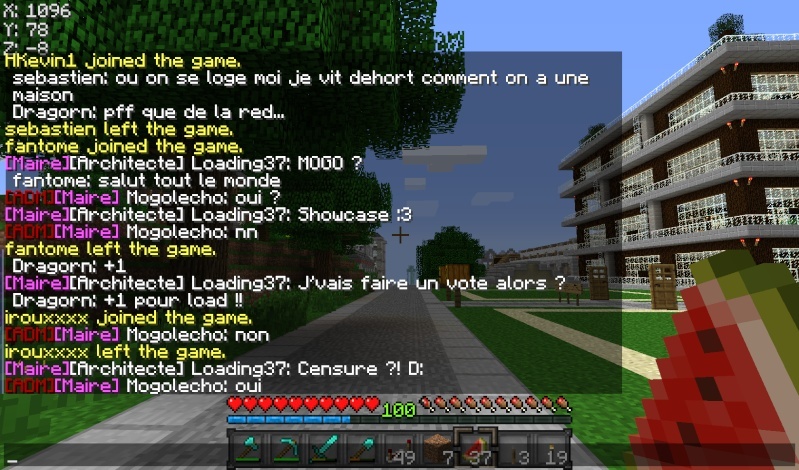 X: 1096
Y: 78
Z: -8
MKevin1 joined the game.
sebastien: ou on se loge moi je vit dehort comment on a une
maison
Dragorn: pff que de la red...
sebastien left the game.
fantome joined the game.
[Maire][Architecte] Loading37: MOGO ?
fantome: salut tout le monde
[ADM][Maire] Mogolecho: oui ?
[Maire][Architecte] Loading37: Showcase :3
[ADM][Maire] Mogolecho: nn
fantome left the game.
Dragorn: +1
[Maire][Architecte] Loading37: J'vais faire un vote alors ?
Dragorn: +1 pour load !!
irouxxxx joined the game.
[ADM][Maire] Mogolecho: non
irouxxxx left the game.
[Maire][Architecte] Loading37: Censure ?! D:
[ADM][Maire] Mogolecho: oui
100
49 7 37 3 19
_